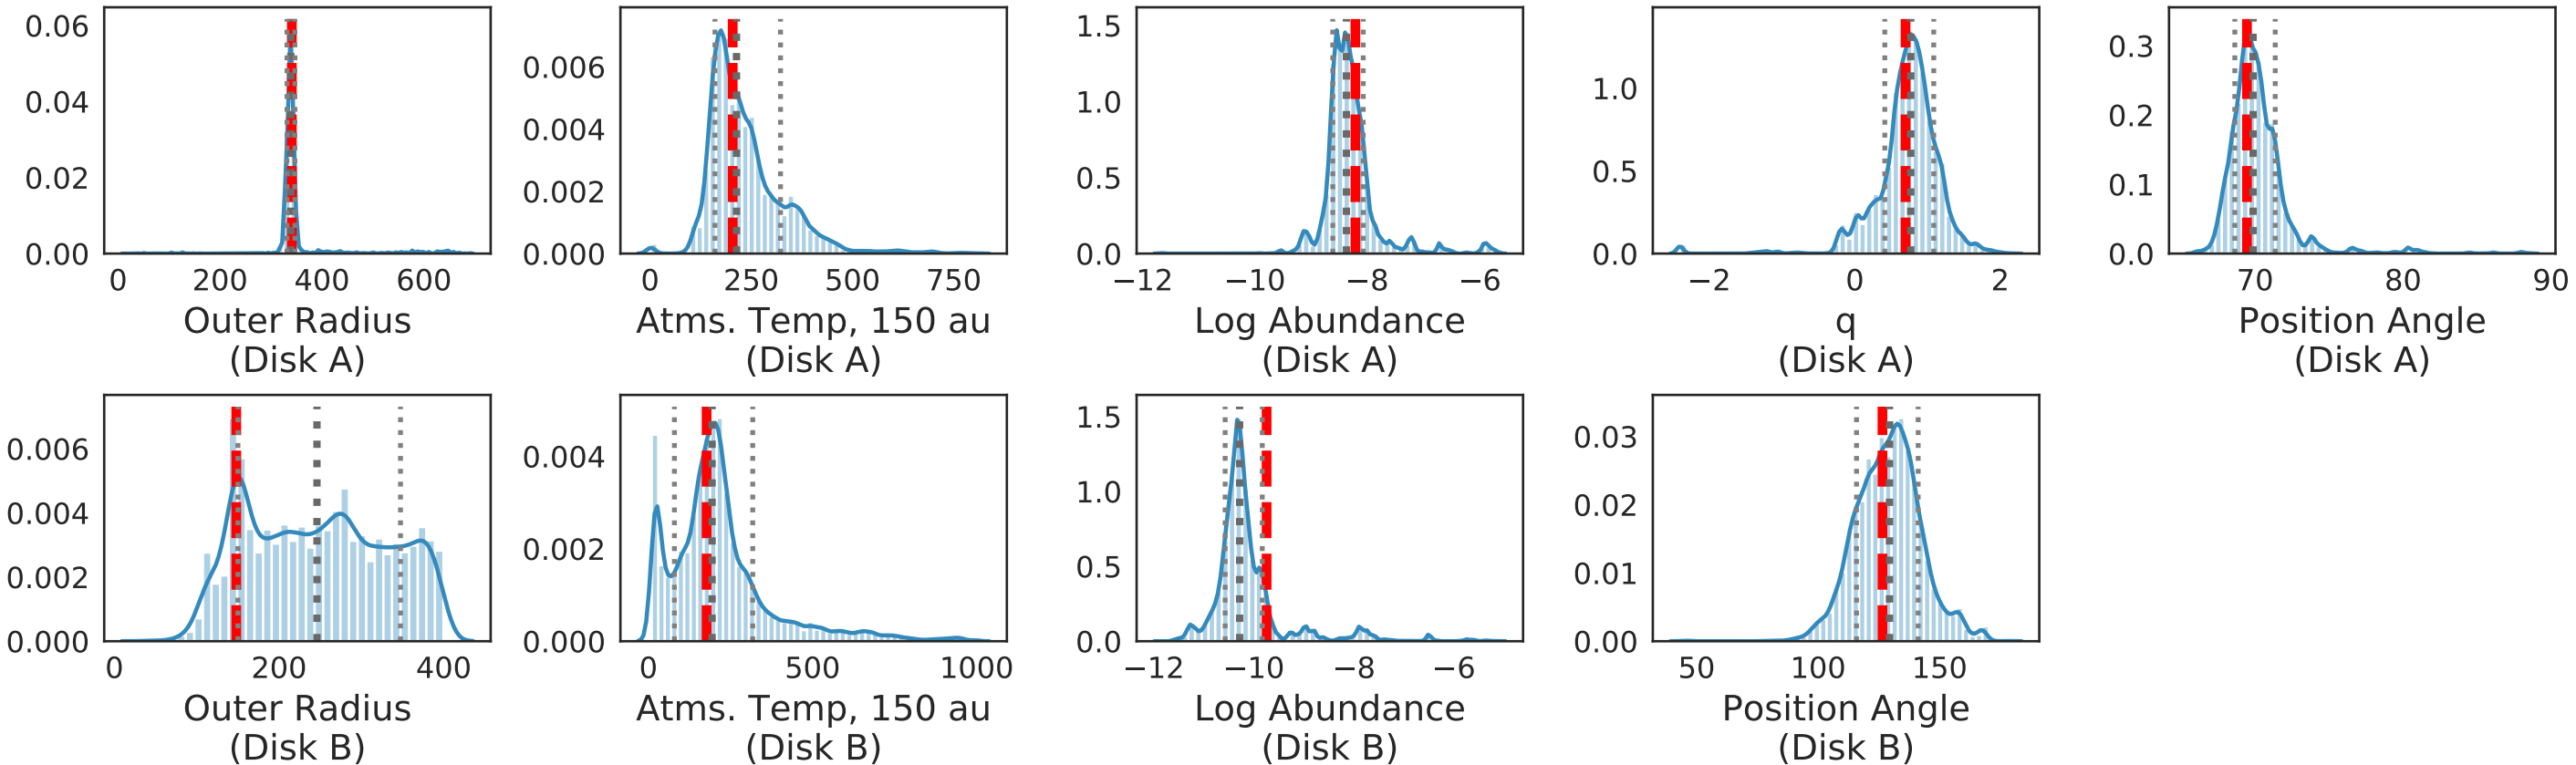 0.06
0.04
0.02
0.00
0 200 400 600
Outer Radius
(Disk A)
0.006
0.004
0.002
0.000
0 250 500 750
Atms. Temp, 150 au
(Disk A)
1.5
1.0
0.5
0.0
−12 −10 −8 −6
Log Abundance
(Disk A)
1.0
0.5
0.0
−2 0 2
q
(Disk A)
0.3
0.2
0.1
0.0
70 80 90
Position Angle
(Disk A)
0.006
0.004
0.002
0.000
0 200 400
Outer Radius
(Disk B)
0.004
0.002
0.000
0 500 1000
Atms. Temp, 150 au
(Disk B)
1.5
1.0
0.5
0.0
−12 −10 −8 −6
Log Abundance
(Disk B)
0.03
0.02
0.01
0.00
50 100 150
Position Angle
(Disk B)